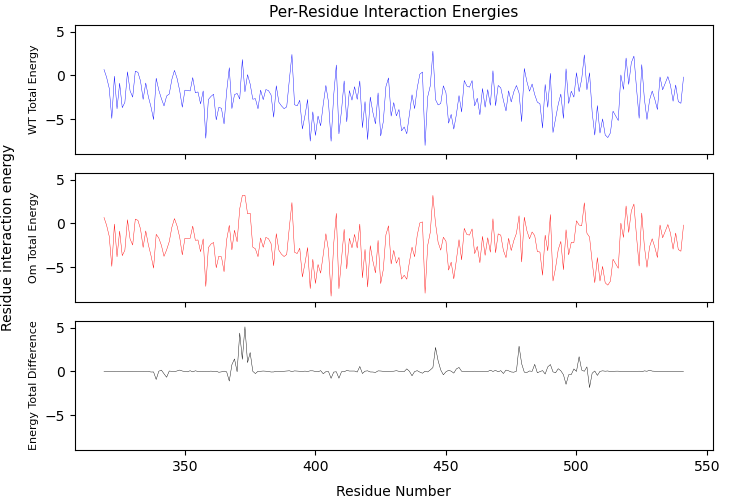 Per-Residue Interaction Energies
Residue interaction energy
WT Total Energy
5
0
−5
Om Total Energy
5
0
−5
Energy Total Difference
5
0
−5
350 400 450 500 550
Residue Number